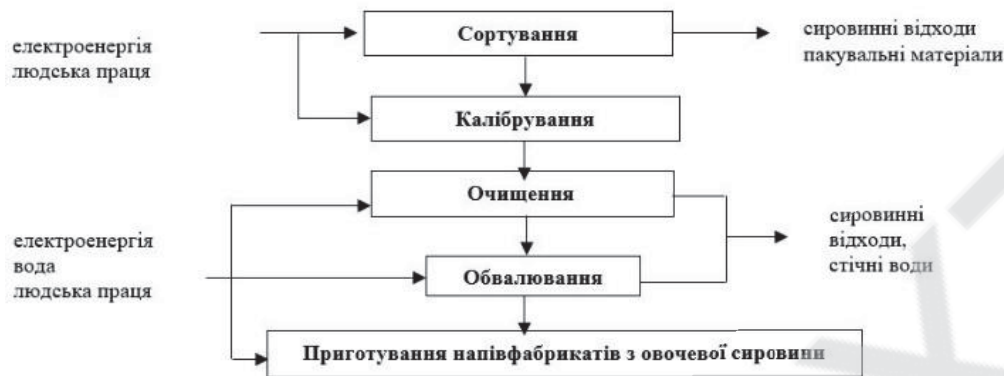 електроенергія
людська праця
Сортування
сировинні відходи
пакувальні матеріали
Калібрування
Очищення
електроенергія
вода
людська праця
сировинні
відходи,
стічні води
Обвалювання
Приготування напівфабрикатів з овочевої сировини